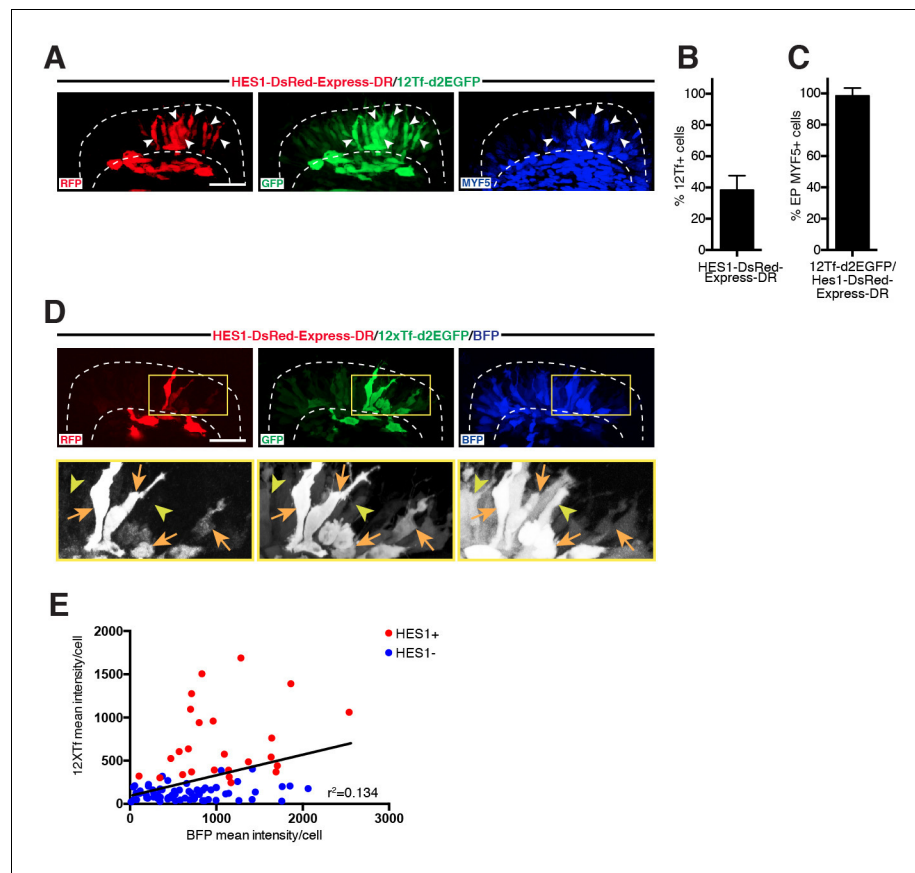 A
HES1-DsRed-Express-DR/12Tf-d2EGFP
RFP
GFP
MYF5
B
100
80
60
40
20
0
% 12Tf+ cells
HES1-DsRed-
Express-DR
C
100
80
60
40
20
0
% EP MYF5+ cells
12Tf-d2EGFP/
Hes1-DsRed-
Express-DR
D
HES1-DsRed-Express-DR/12xTf-d2EGFP/BFP
RFP
GFP
BFP
E
12XTf mean intensity/cell
2000
1500
1000
500
0
0
1000
2000
3000
BFP mean intensity/cell
HES1+
HES1-
r²=0.134